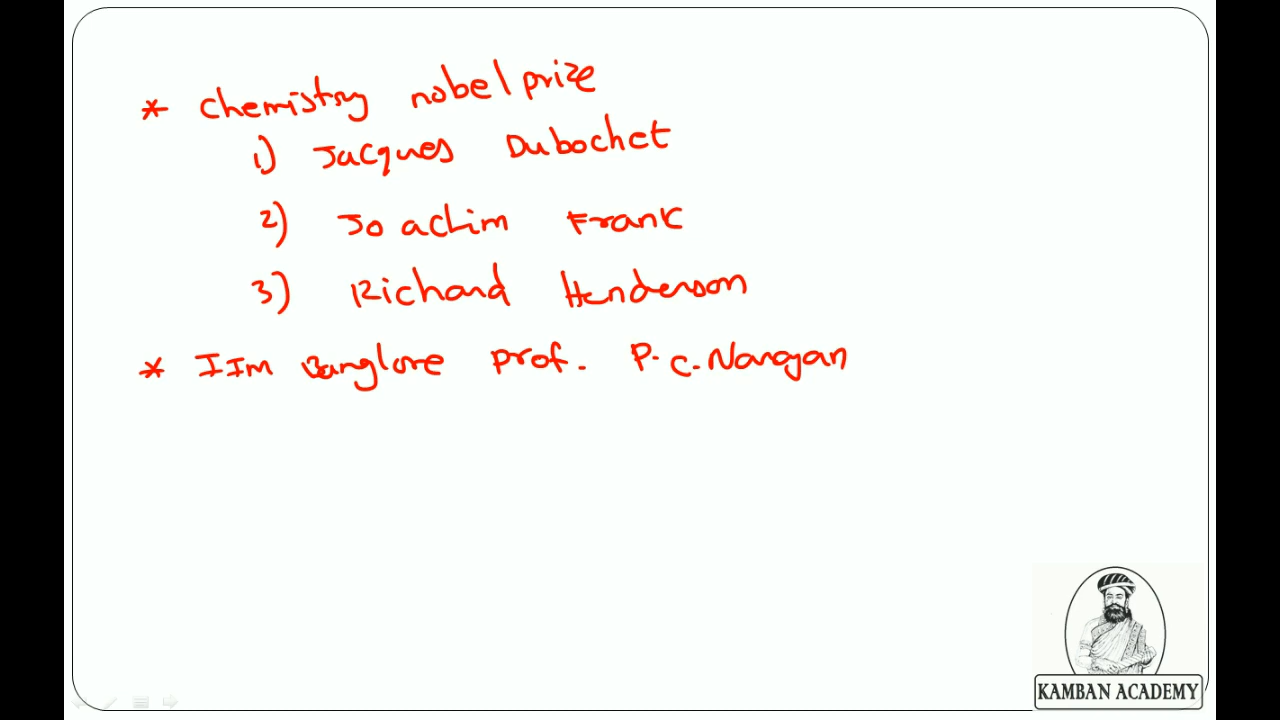 * Chemistry nobel prize
1) Jacques Dubochet
2) Joachim Frank
3) Richard Henderson
* IIm Banglore prof. P.C. Narayan
KAMBAN ACADEMY